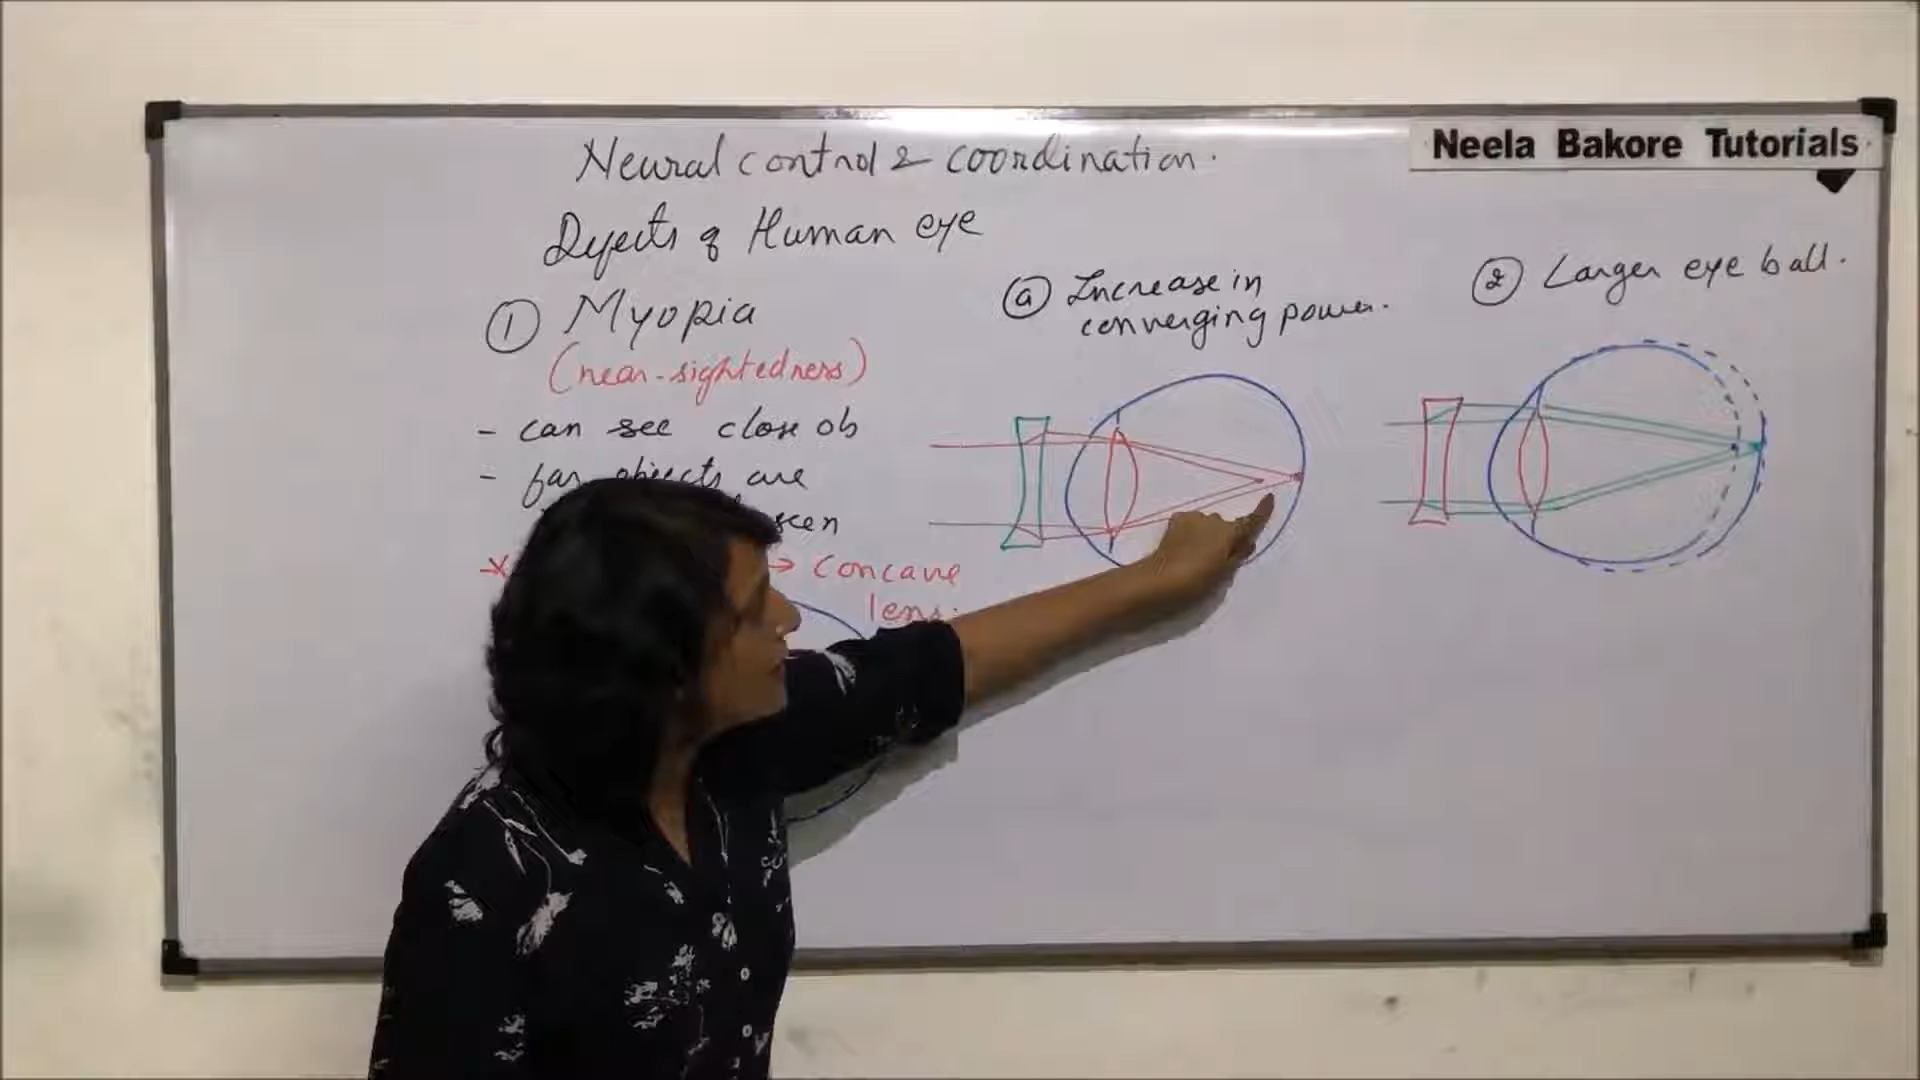 Neela Bakore Tutorials
Neural control & coordination.
Defects of Human eye
① Myopia
(near-sightedness)
- can see close ob
- far objects are
seen
→ concave
lens.
ⓐ Increase in
converging power.
② Larger eye ball.